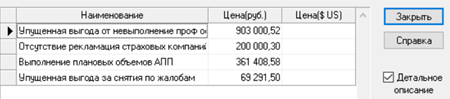 Наименование Цена(руб.) Цена($ US)
Упущенная выгода от невыполнение проф ос 903 000,52
Отсутствие рекламация страховых компаний 200 000,30
Выполнение плановых объемов АПП 361 408,58
Упущенная выгода за снятия по жалобам 69 291,50
Закрыть
Справка
Детальное
описание